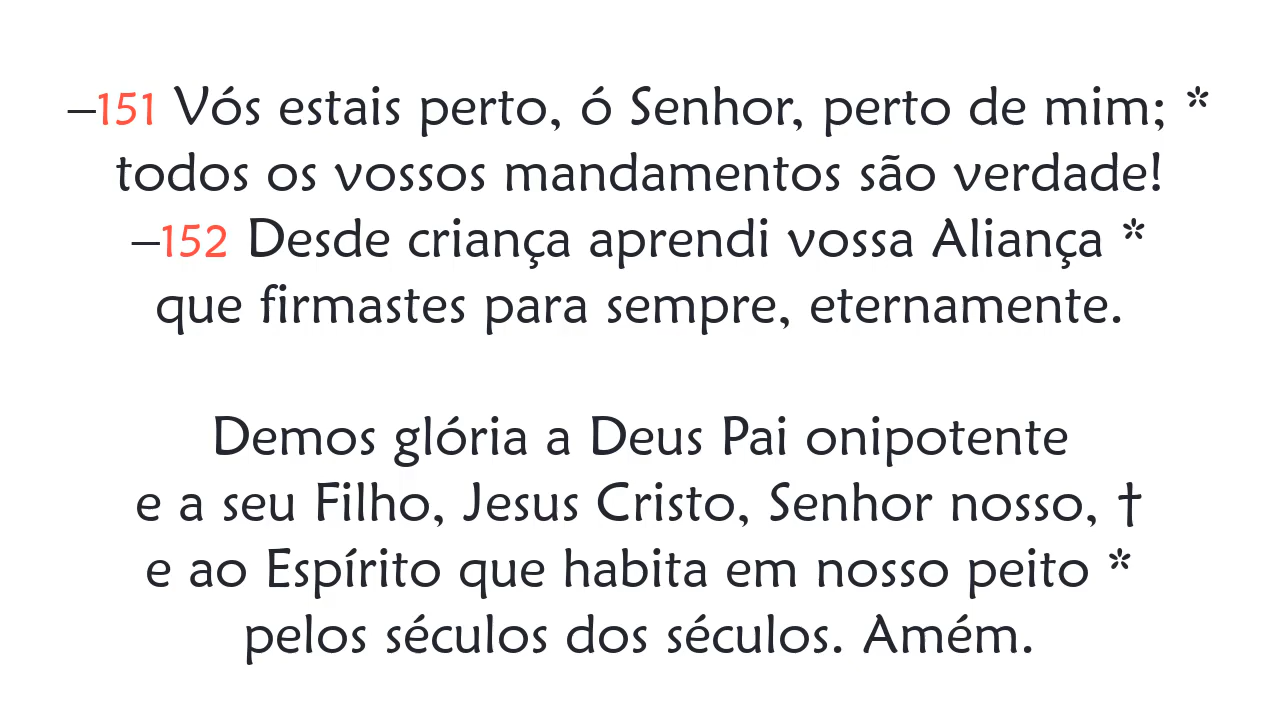 –151 Vós estais perto, ó Senhor, perto de mim; *
todos os vossos mandamentos são verdade!
–152 Desde criança aprendi vossa Aliança *
que firmastes para sempre, eternamente.
Demos glória a Deus Pai onipotente
e a seu Filho, Jesus Cristo, Senhor nosso, †
e ao Espírito que habita em nosso peito *
pelos séculos dos séculos. Amém.